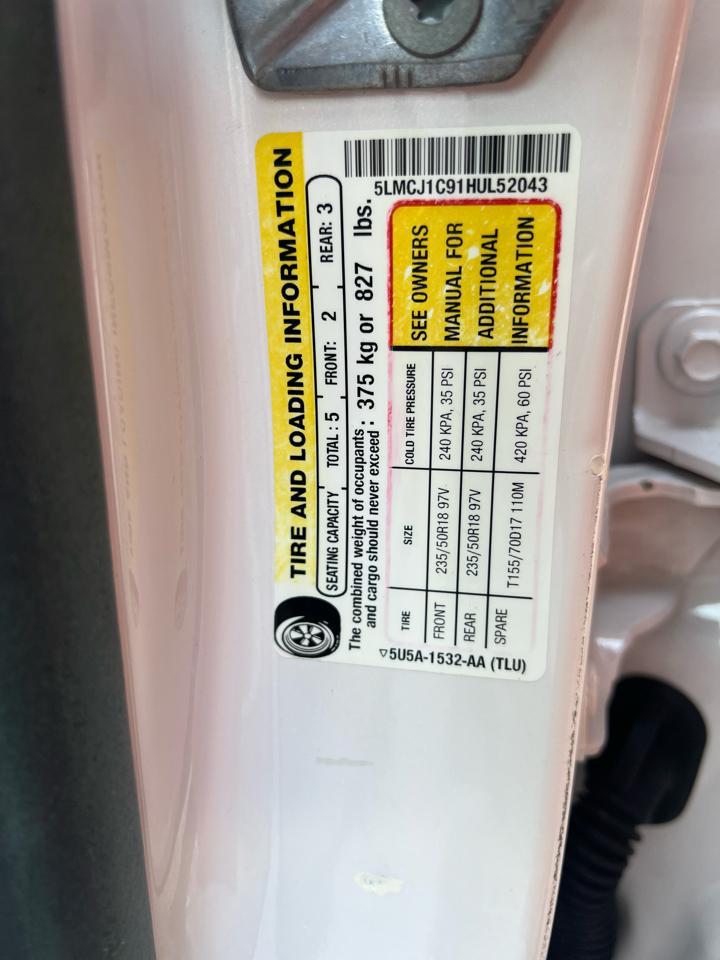 TIRE AND LOADING INFORMATION
SEATING CAPACITY TOTAL: 5 FRONT: 2 REAR: 3
The combined weight of occupants
and cargo should never exceed: 375 kg or 827 lbs.
TIRE SIZE COLD TIRE PRESSURE
FRONT 235/50R18 97V 240 KPA, 35 PSI
REAR 235/50R18 97V 240 KPA, 35 PSI
SPARE T155/70D17 110M 420 KPA, 60 PSI
SEE OWNERS
MANUAL FOR
ADDITIONAL
INFORMATION
5U5A-1532-AA (TLU)
5LMCJ1C91HUL52043